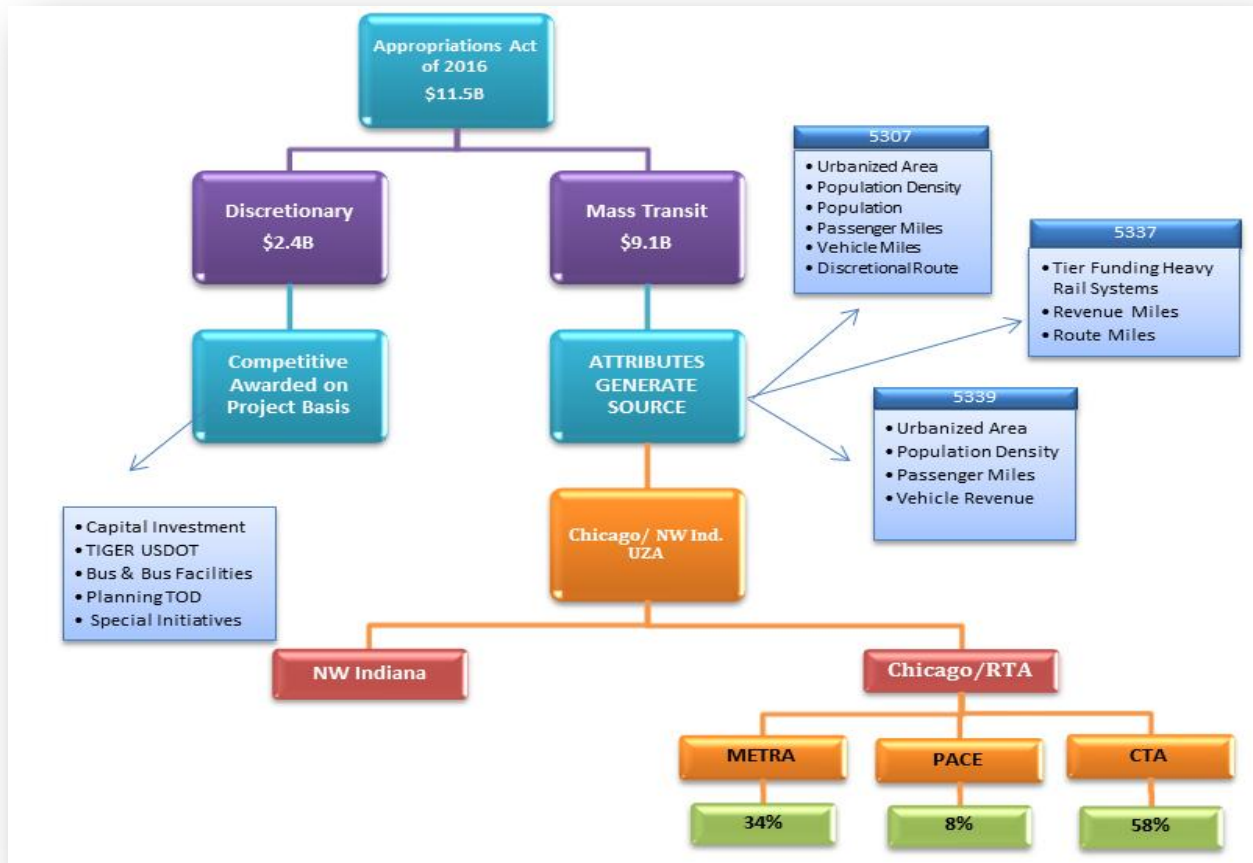 Appropriations Act
of 2016
$11.5B
Discretionary
$2.4B
Mass Transit
$9.1B
5307
• Urbanized Area
• Population Density
• Population
• Passenger Miles
• Vehicle Miles
• Discretional Route
5337
• Tier Funding Heavy
Rail Systems
• Revenue Miles
• Route Miles
Competitive
Awarded on
Project Basis
ATTRIBUTES
GENERATE
SOURCE
5339
• Urbanized Area
• Population Density
• Passenger Miles
• Vehicle Revenue
• Capital Investment
• TIGER USDOT
• Bus & Bus Facilities
• Planning TOD
• Special Initiatives
Chicago/ NW Ind.
UZA
NW Indiana
Chicago/RTA
METRA
PACE
CTA
34%
8%
58%